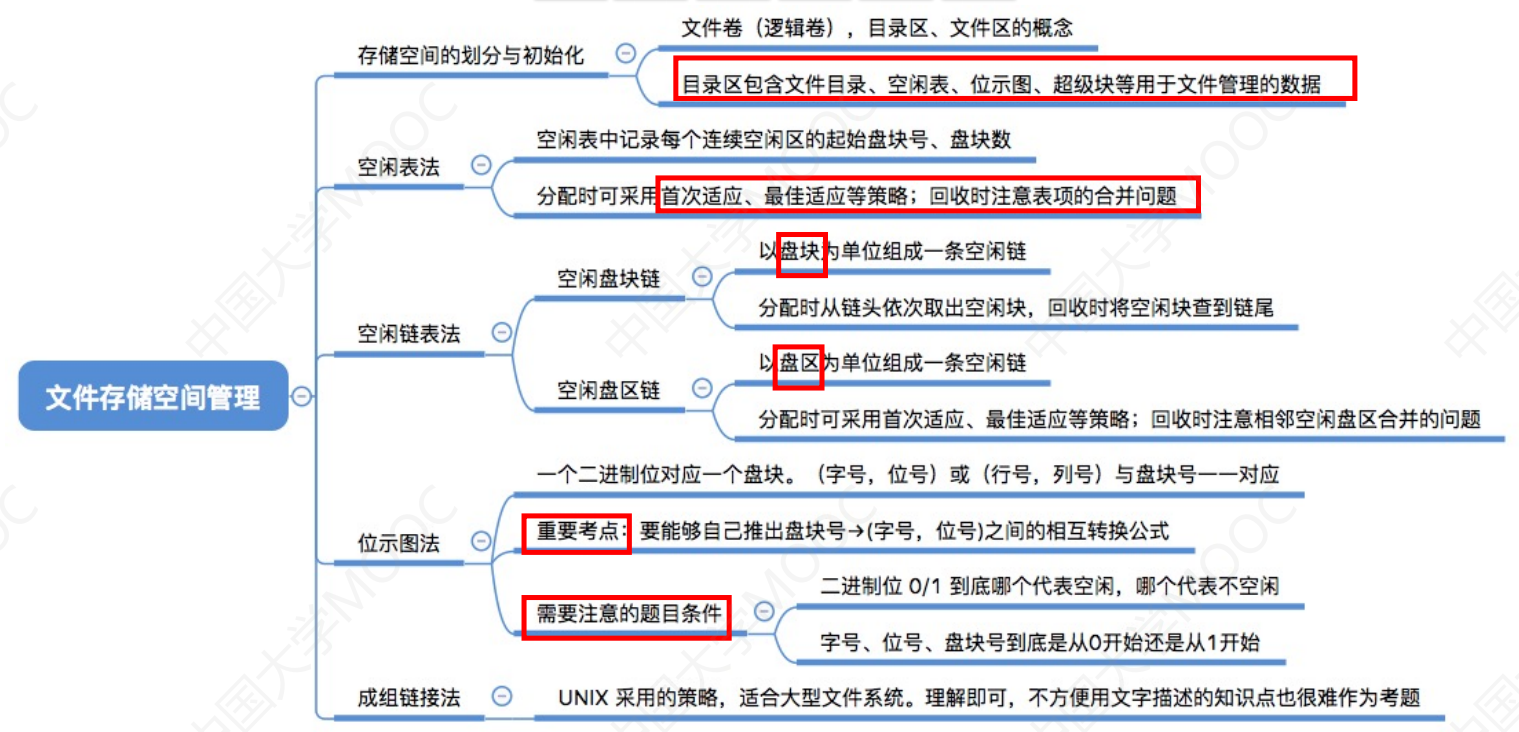 文件存储空间管理
存储空间的划分与初始化
文件卷（逻辑卷），目录区、文件区的概念
目录区包含文件目录、空闲表、位示图、超级块等用于文件管理的数据
空闲表法
空闲表中记录每个连续空闲区的起始盘块号、盘块数
分配时可采用首次适应、最佳适应等策略；回收时注意表项的合并问题
空闲链表法
空闲盘块链
以盘块为单位组成一条空闲链
分配时从链头依次取出空闲块，回收时将空闲块查到链尾
空闲盘区链
以盘区为单位组成一条空闲链
分配时可采用首次适应、最佳适应等策略；回收时注意相邻空闲盘区合并的问题
位示图法
一个二进制位对应一个盘块。（字号，位号）或（行号，列号）与盘块号一一对应
重要考点：要能够自己推出盘块号→(字号，位号)之间的相互转换公式
需要注意的题目条件
二进制位 0/1 到底哪个代表空闲，哪个代表不空闲
字号、位号、盘块号到底是从0开始还是从1开始
成组链接法
UNIX 采用的策略，适合大型文件系统。理解即可，不方便用文字描述的知识点也很难作为考题
中国大学MOOC